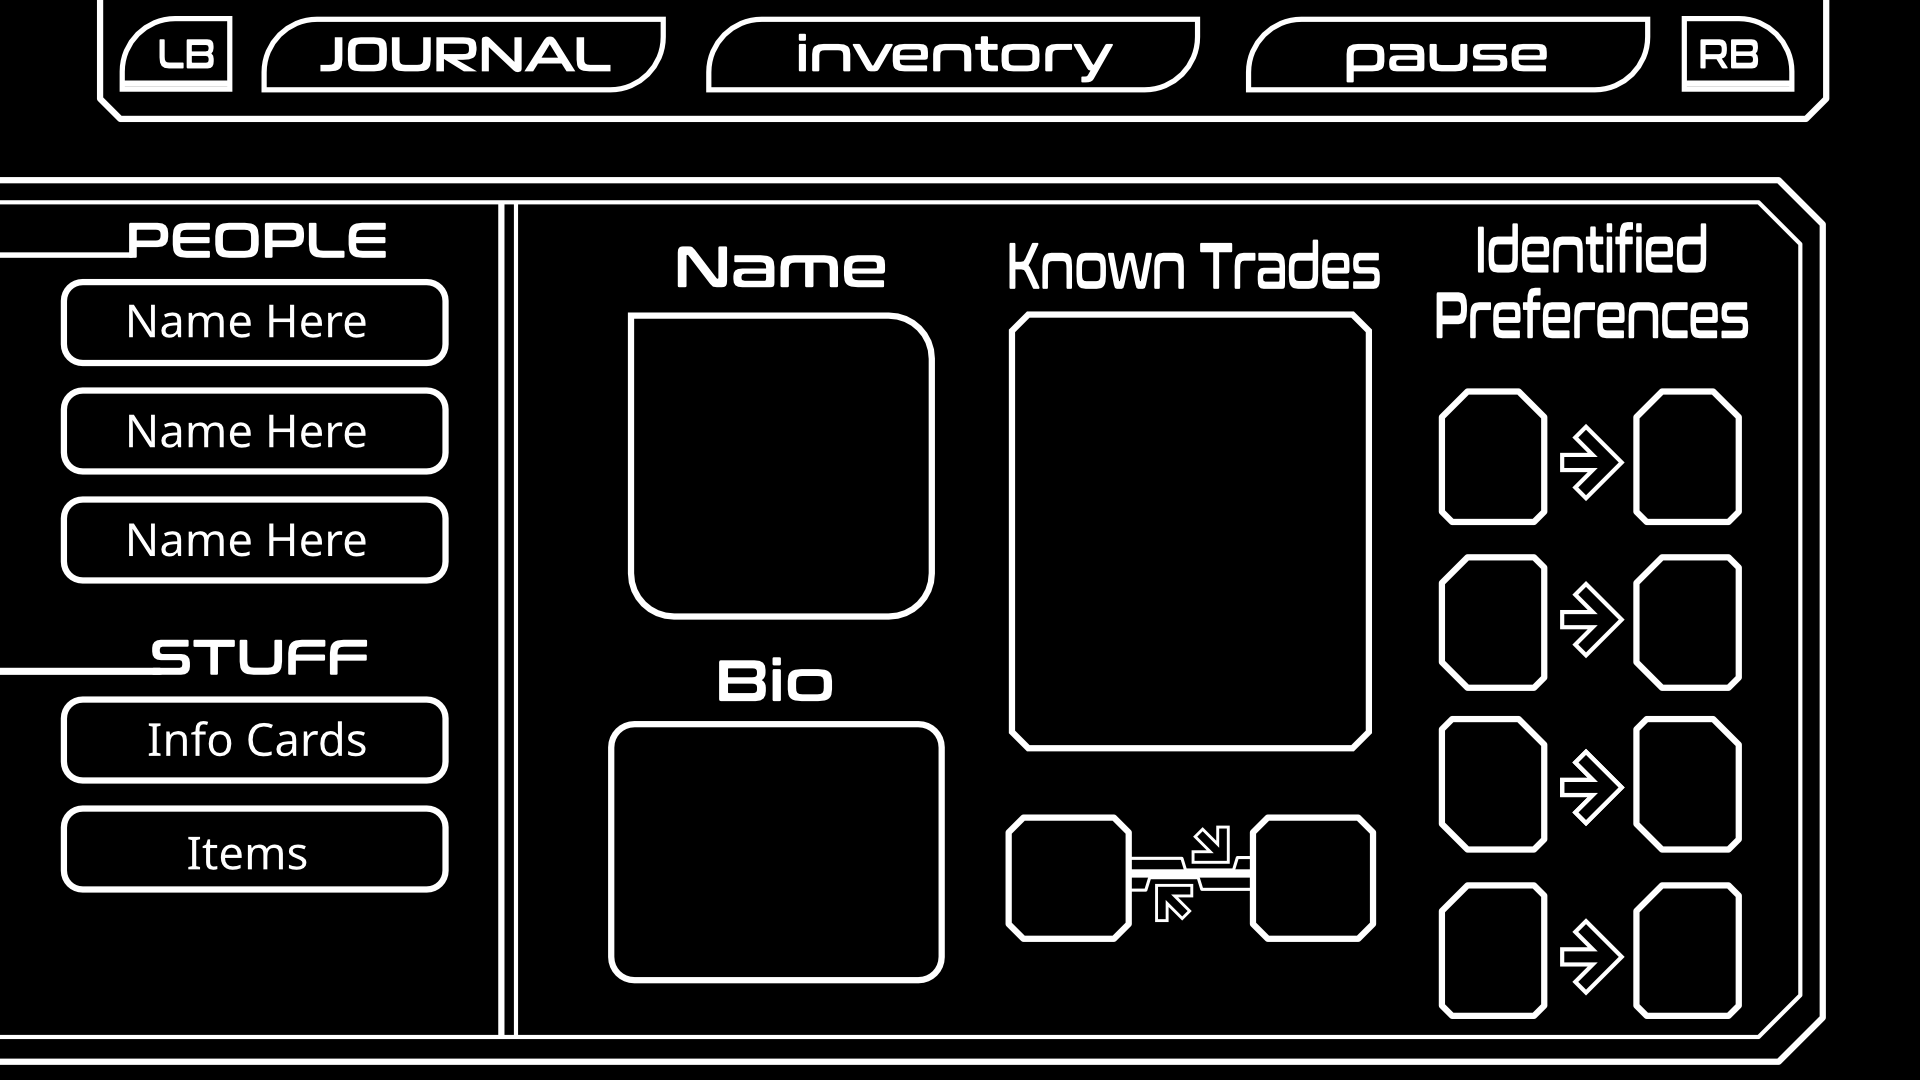 LB
JOURNAL
inventory
pause
RB
PEOPLE
Name Here
Name Here
Name Here
STUFF
Info Cards
Items
Name
Bio
Known Trades
Identified
Preferences